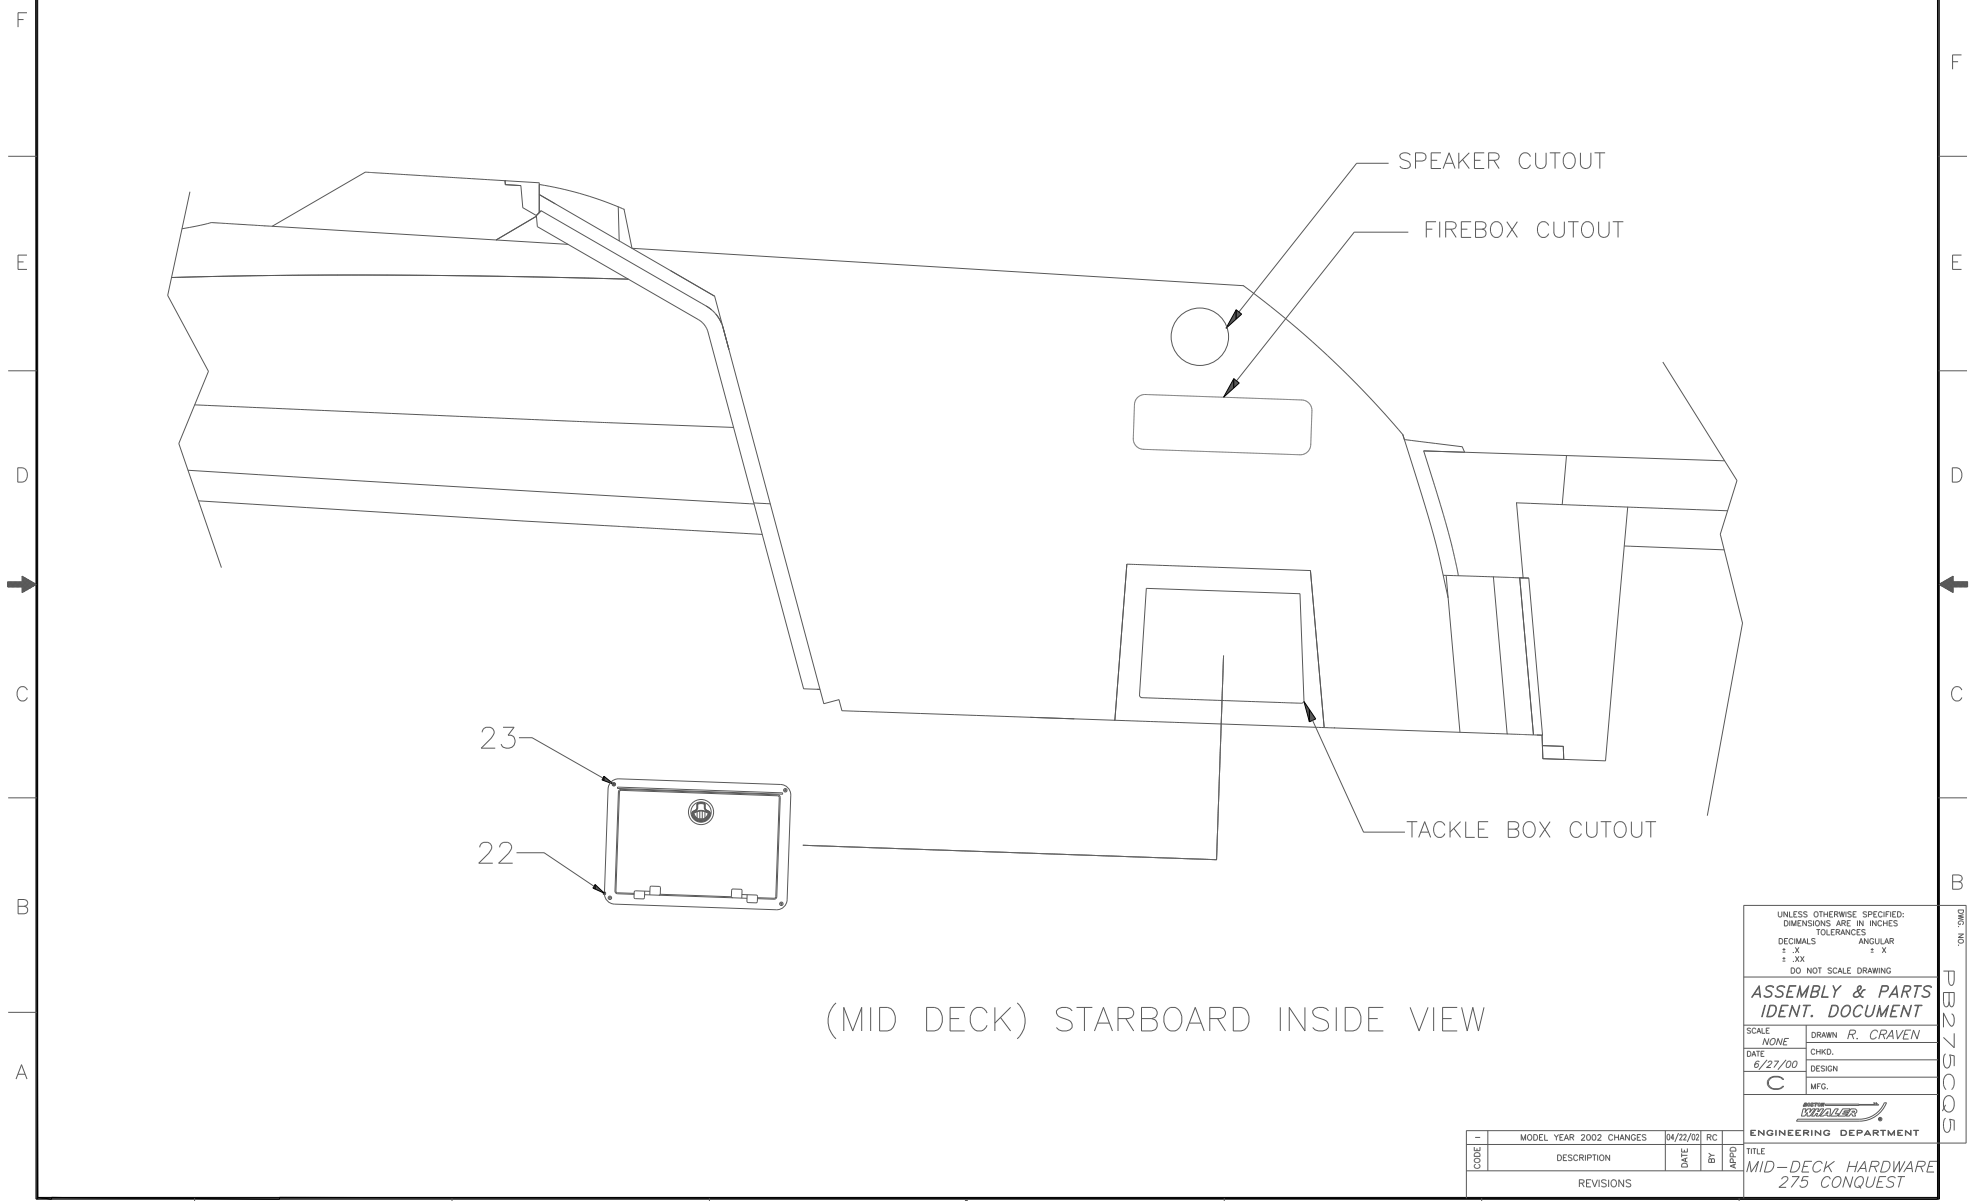 F
F
SPEAKER CUTOUT
FIREBOX CUTOUT
E
E
D
D
C
C
23
22
TACKLE BOX CUTOUT
B
B
(MID DECK) STARBOARD INSIDE VIEW
A
UNLESS OTHERWISE SPECIFIED:
DIMENSIONS ARE IN INCHES
TOLERANCES
DECIMALS ANGULAR
± .X ± X
± .XX
DO NOT SCALE DRAWING
ASSEMBLY & PARTS
IDENT. DOCUMENT
SCALE
NONE
DRAWN R. CRAVEN
DATE
6/27/00
CHKD.
DESIGN
C
MFG.
BOSTON
WHALER
®
ENGINEERING DEPARTMENT
TITLE
MID-DECK HARDWARE
275 CONQUEST
DWG. NO.
PB275CQ5
- MODEL YEAR 2002 CHANGES 04/22/02 RC
CODE DESCRIPTION DATE BY APPD
REVISIONS